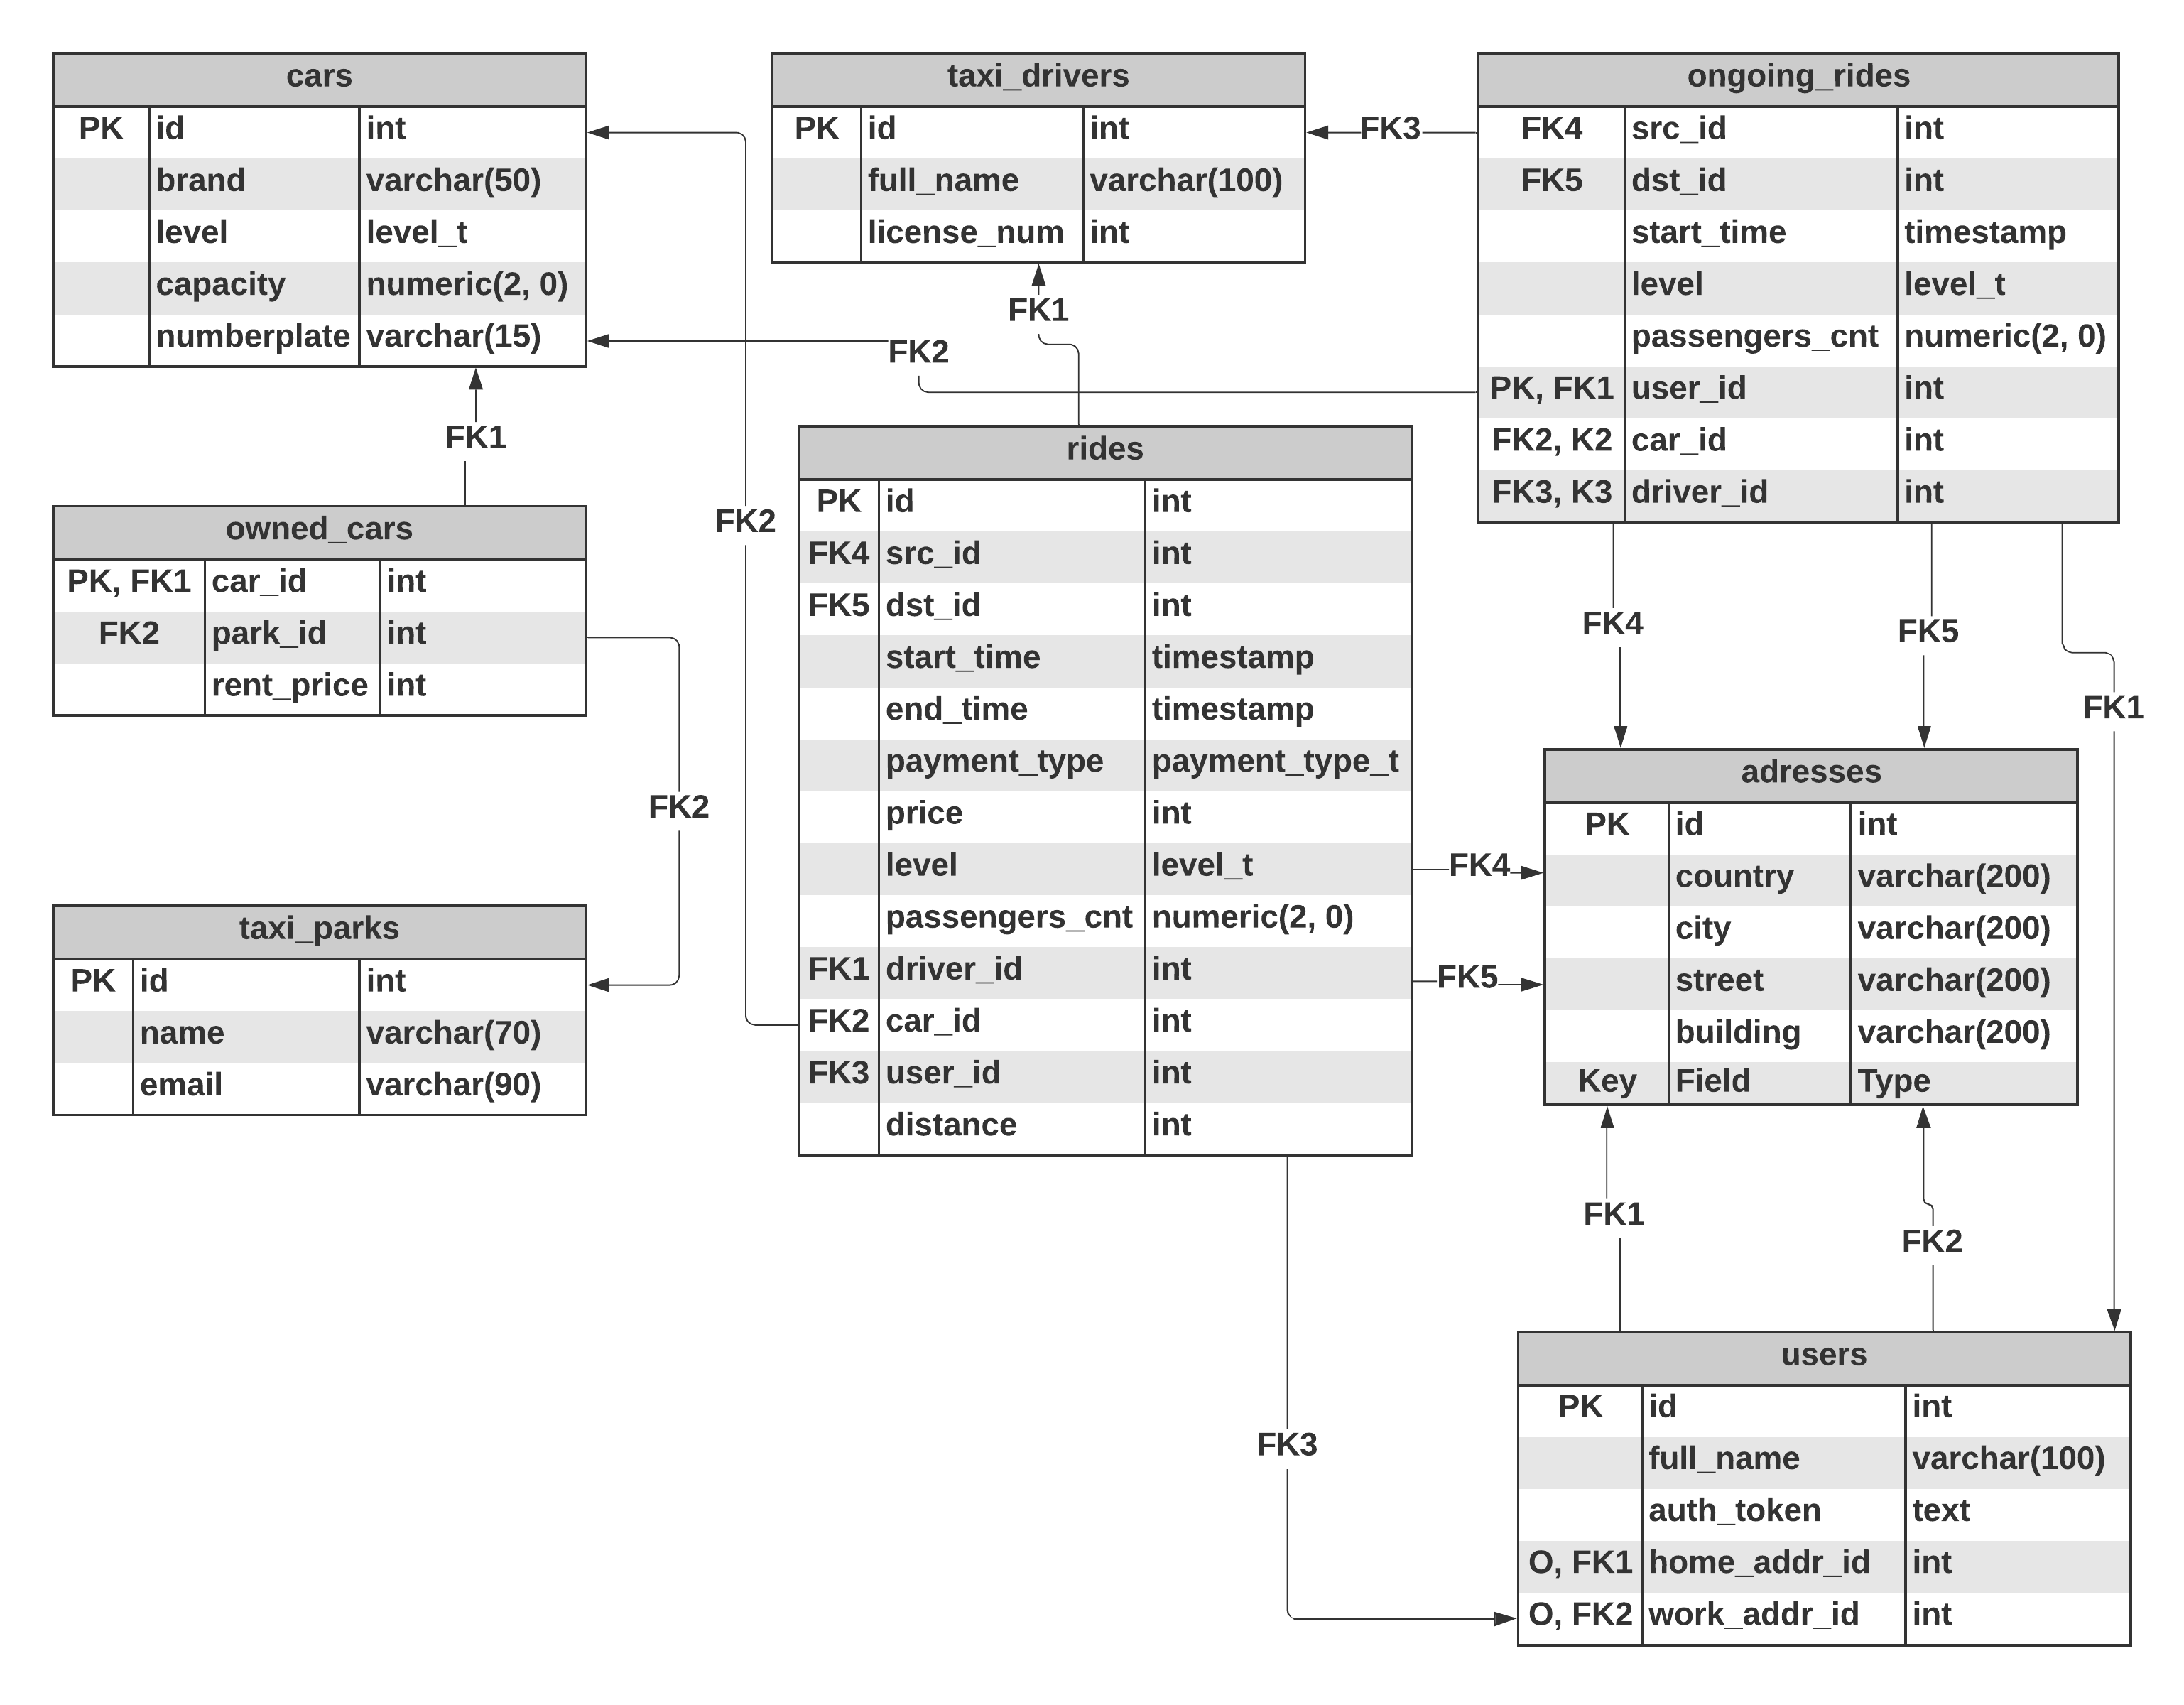 cars
PK id int
brand varchar(50)
level level_t
capacity numeric(2, 0)
numberplate varchar(15)
taxi_drivers
PK id int
full_name varchar(100)
license_num int
ongoing_rides
FK4 src_id int
FK5 dst_id int
start_time timestamp
level level_t
passengers_cnt numeric(2, 0)
PK, FK1 user_id int
FK2, K2 car_id int
FK3, K3 driver_id int
FK3
FK1
FK2
FK1
FK2
owned_cars
PK, FK1 car_id int
FK2 park_id int
rent_price int
FK2
taxi_parks
PK id int
name varchar(70)
email varchar(90)
rides
PK id int
FK4 src_id int
FK5 dst_id int
start_time timestamp
end_time timestamp
payment_type payment_type_t
price int
level level_t
passengers_cnt numeric(2, 0)
FK1 driver_id int
FK2 car_id int
FK3 user_id int
distance int
FK4
FK5
FK1
FK4
FK5
adresses
PK id int
country varchar(200)
city varchar(200)
street varchar(200)
building varchar(200)
Key Field Type
FK1
FK2
FK3
users
PK id int
full_name varchar(100)
auth_token text
O, FK1 home_addr_id int
O, FK2 work_addr_id int